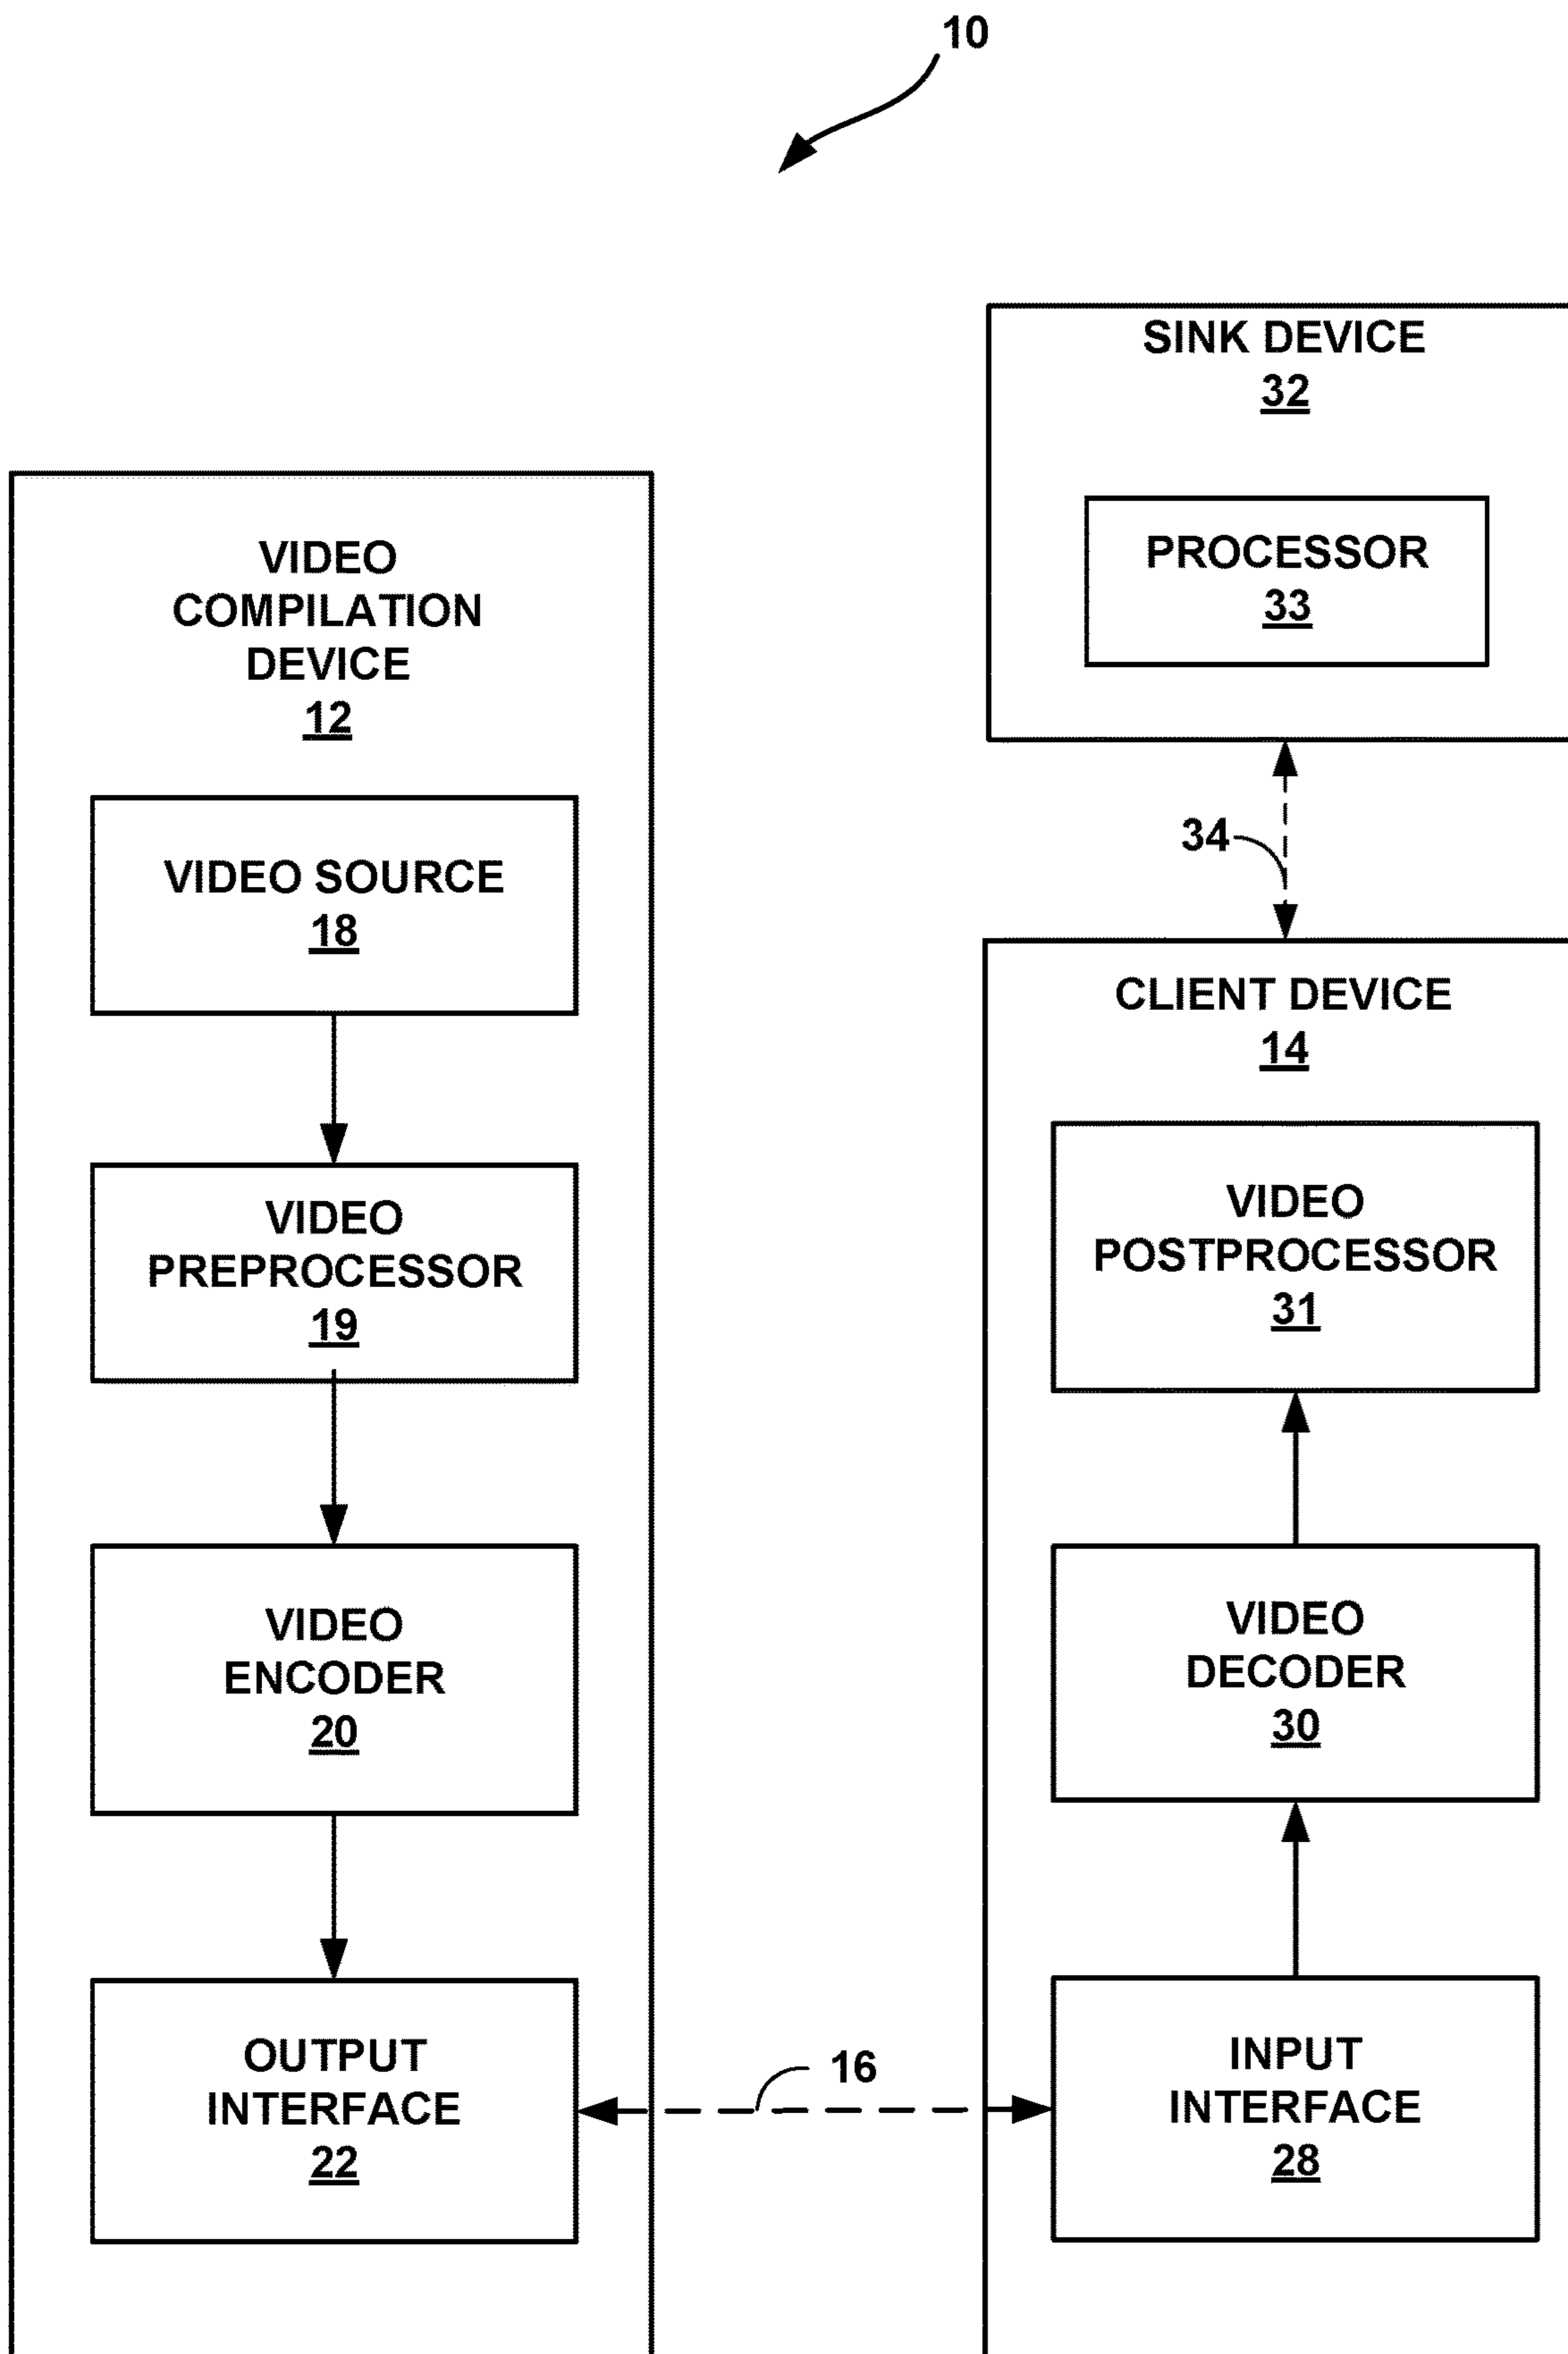 10
SINK DEVICE
32
PROCESSOR
33
34
VIDEO
COMPILATION
DEVICE
12
VIDEO SOURCE
18
VIDEO
PREPROCESSOR
19
VIDEO
ENCODER
20
OUTPUT
INTERFACE
22
16
CLIENT DEVICE
14
VIDEO
POSTPROCESSOR
31
VIDEO
DECODER
30
INPUT
INTERFACE
28